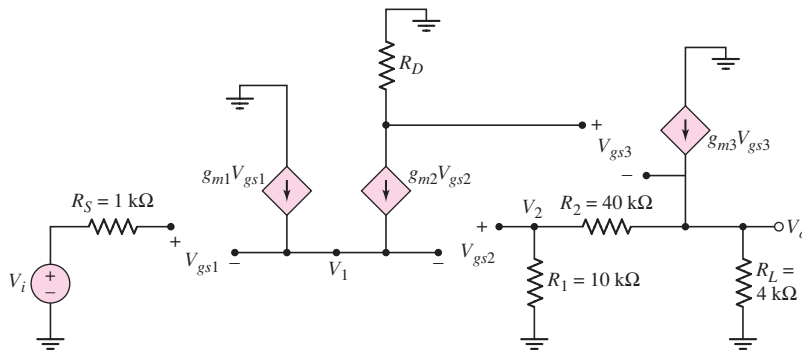 R_D
+
V_gs3
g_m3V_gs3
−
g_m1V_gs1
g_m2V_gs2
R_S = 1 kΩ
+
V_gs1
−
V_1
−
+
V_gs2
V_2
R_2 = 40 kΩ
V_o
V_i
+
−
R_1 = 10 kΩ
R_L =
4 kΩ